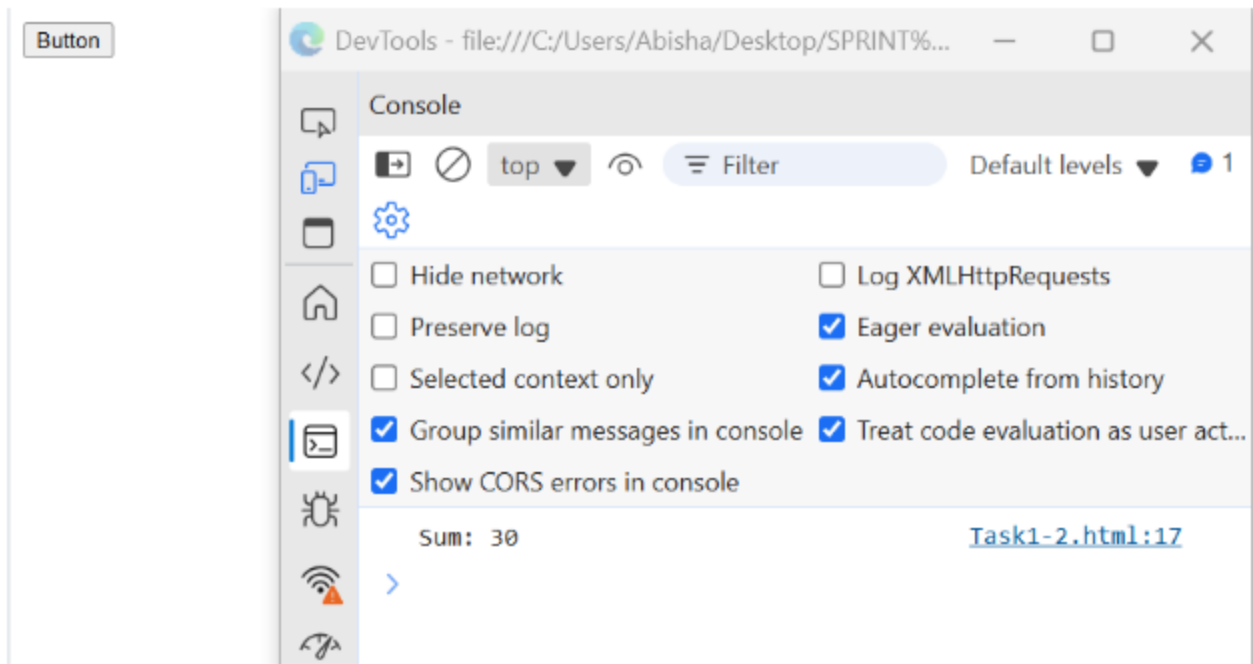 Button
DevTools - file:///C:/Users/Abisha/Desktop/SPRINT%...
Console
top
Filter
Default levels
1
Hide network
Log XMLHttpRequests
Preserve log
Eager evaluation
Selected context only
Autocomplete from history
Group similar messages in console
Treat code evaluation as user act...
Show CORS errors in console
Sum: 30
Task1-2.html:17